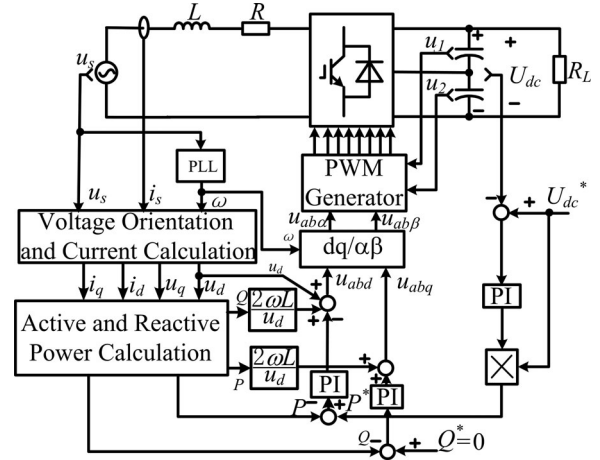 L R
u_s
u_1
u_2
U_dc
R_L
PLL
PWM
Generator
u_s i_s ω
U_dc*
Voltage Orientation
and Current Calculation
u_abα u_abβ
ω
dq/αβ
i_q i_d u_q u_d
u_d
u_abd u_abq
PI
Active and Reactive
Power Calculation
Q 2ωL
u_d
P 2ωL
u_d
PI PI
P P*
Q Q*=0